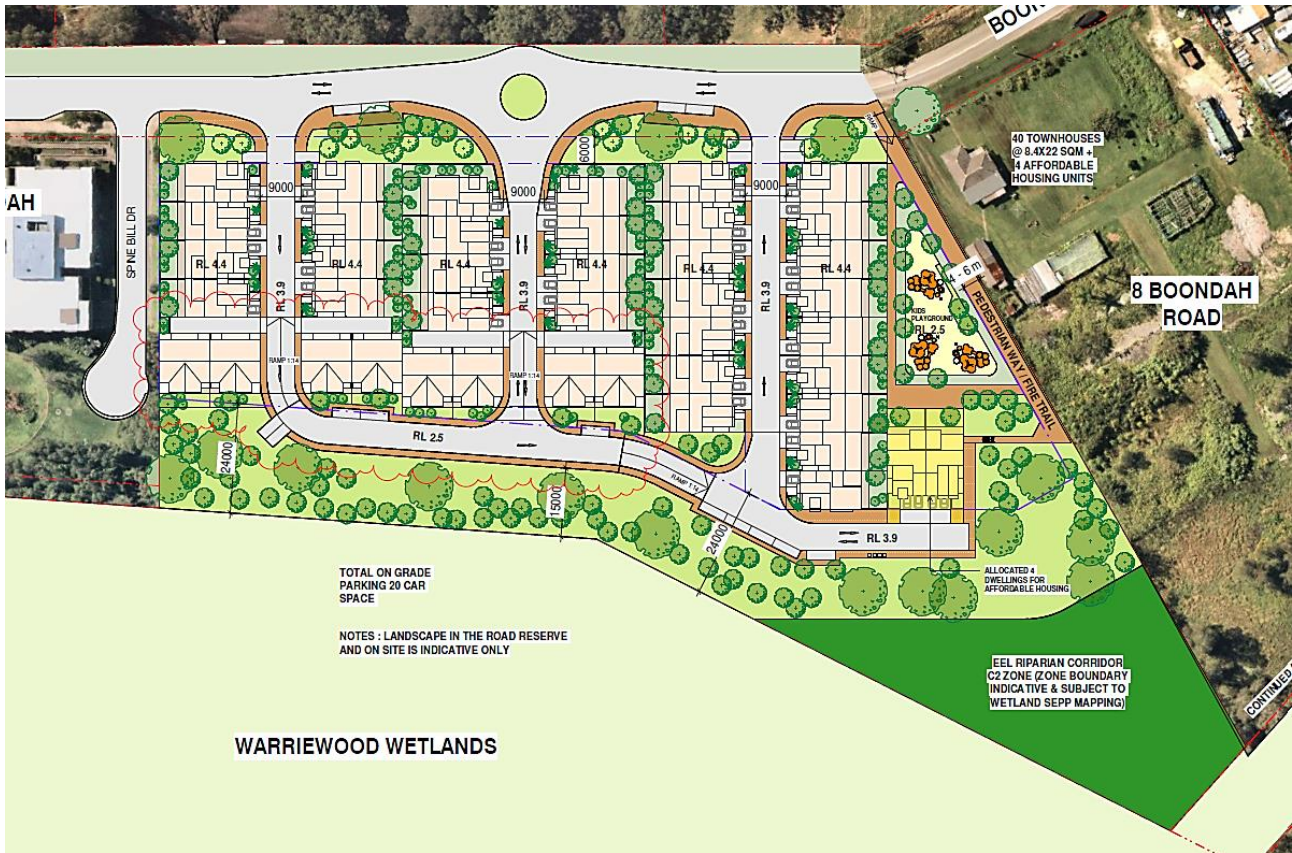 BOON
40 TOWNHOUSES
@ 8.4X22 SQM +
4 AFFORDABLE
HOUSING UNITS
RAMP
6000
DAH
SPINE BILL DR
9000
9000
9000
RL 4.4
RL 4.4
RL 4.4
RL 4.4
RL 4.4
RL 4.4
RL 3.9
RL 3.9
RL 3.9
4 - 6 m
8 BOONDAH
ROAD
KIDS
PLAYGROUND
RL 2.5
PEDESTRIAN WAY / FIRE TRAIL
RAMP 1:14
RAMP 1:14
RL 2.5
24000
15000
RAMP 1:14
24000
RL 3.9
TOTAL ON GRADE
PARKING 20 CAR
SPACE
ALLOCATED 4
DWELLINGS FOR
AFFORDABLE HOUSING
NOTES : LANDSCAPE IN THE ROAD RESERVE
AND ON SITE IS INDICATIVE ONLY
EEL RIPARIAN CORRIDOR
C2 ZONE (ZONE BOUNDARY
INDICATIVE & SUBJECT TO
WETLAND SEPP MAPPING)
CONTINUED
WARRIEWOOD WETLANDS